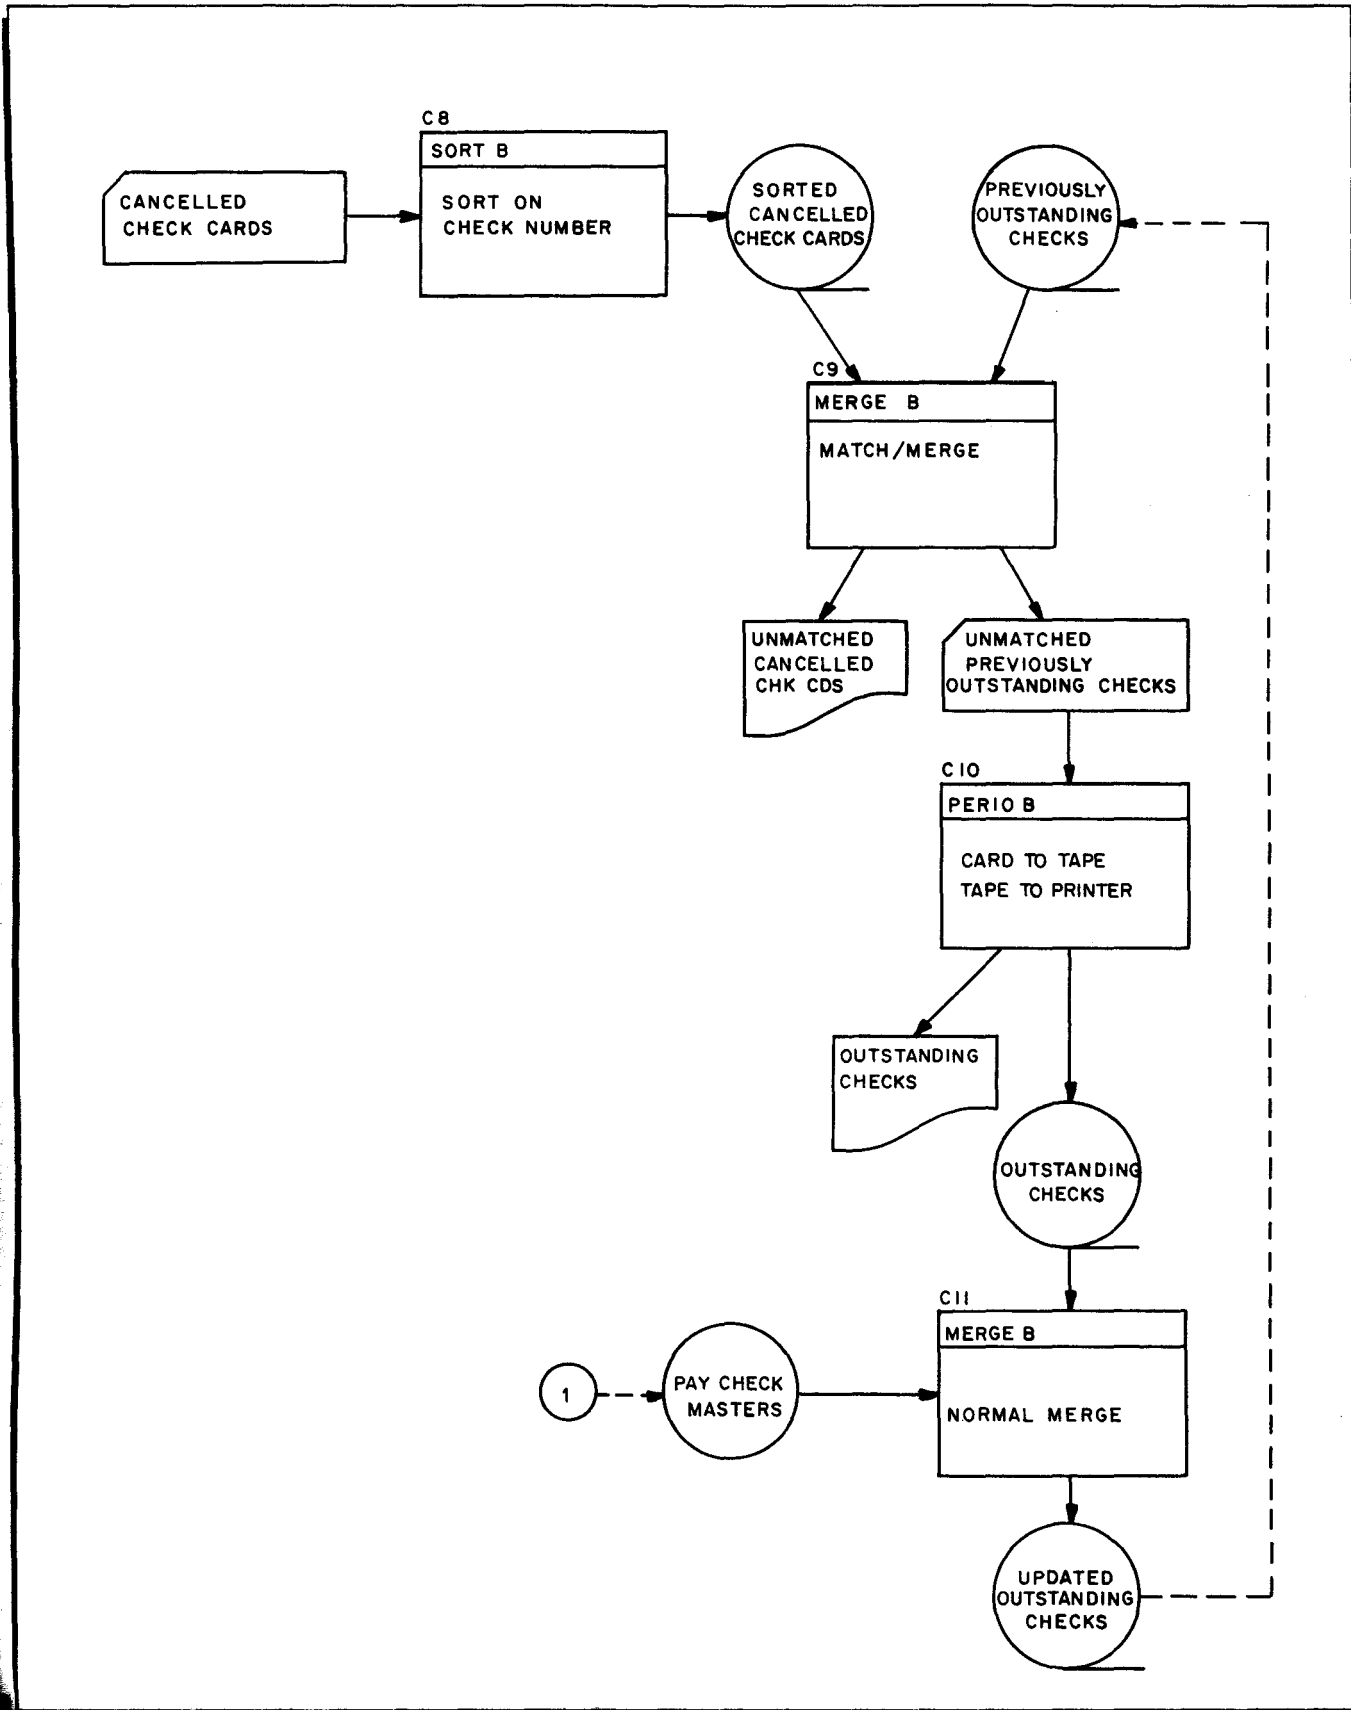 C8
SORT B
CANCELLED
CHECK CARDS
SORT ON
CHECK NUMBER
SORTED
CANCELLED
CHECK CARDS
PREVIOUSLY
OUTSTANDING
CHECKS
C9
MERGE B
MATCH/MERGE
UNMATCHED
CANCELLED
CHK CDS
UNMATCHED
PREVIOUSLY
OUTSTANDING CHECKS
C10
PERIO B
CARD TO TAPE
TAPE TO PRINTER
OUTSTANDING
CHECKS
OUTSTANDING
CHECKS
C11
MERGE B
1
PAY CHECK
MASTERS
NORMAL MERGE
UPDATED
OUTSTANDING
CHECKS